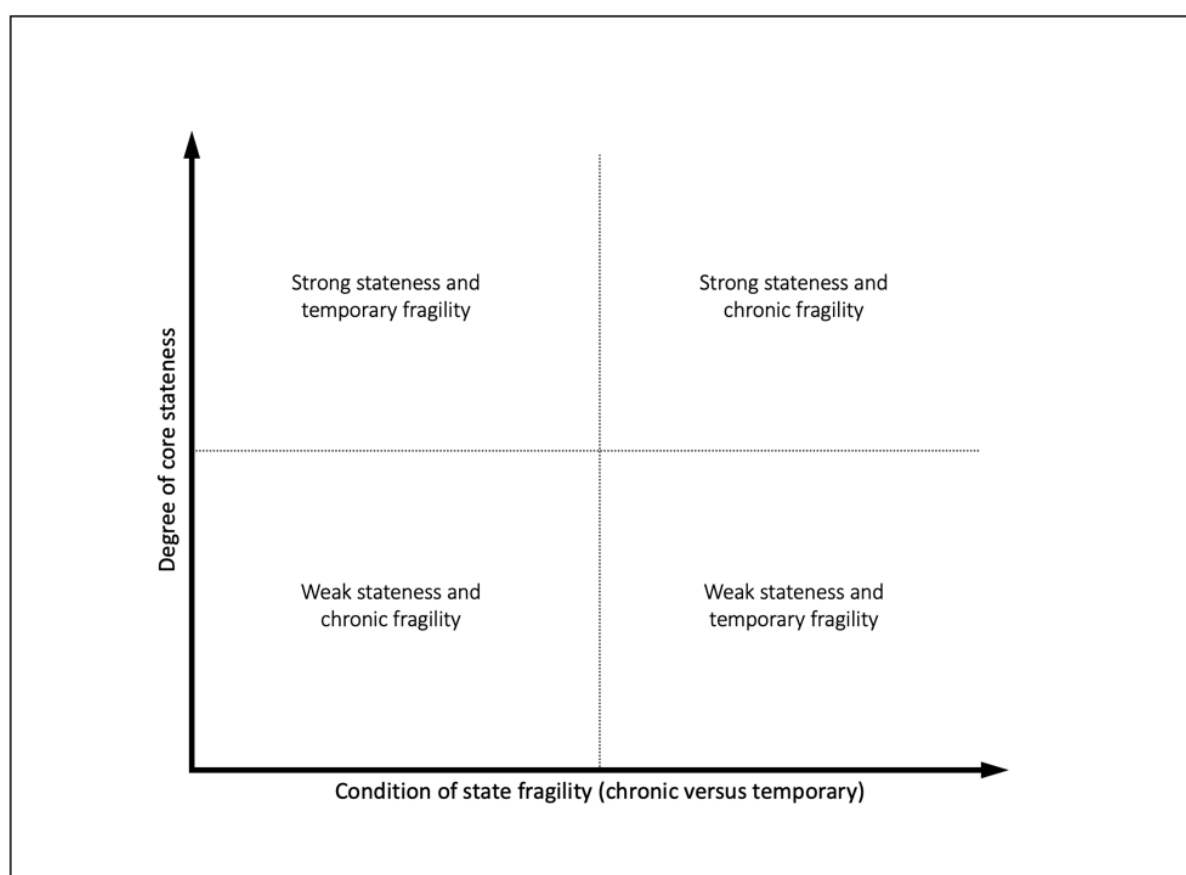 Strong stateness and
temporary fragility
Strong stateness and
chronic fragility
Degree of core stateness
Weak stateness and
chronic fragility
Weak stateness and
temporary fragility
Condition of state fragility (chronic versus temporary)